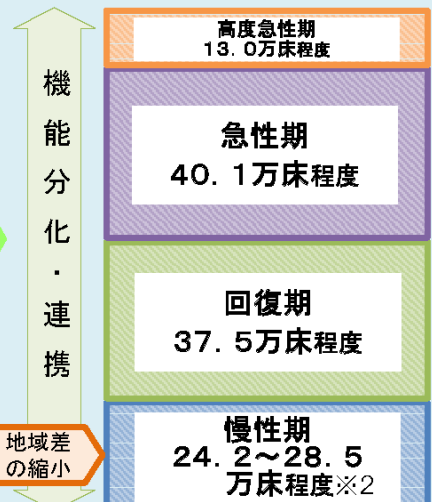 機能分化・連携
高度急性期
13.0万床程度
急性期
40.1万床程度
回復期
37.5万床程度
地域差
の縮小
慢性期
24.2～28.5
万床程度※2